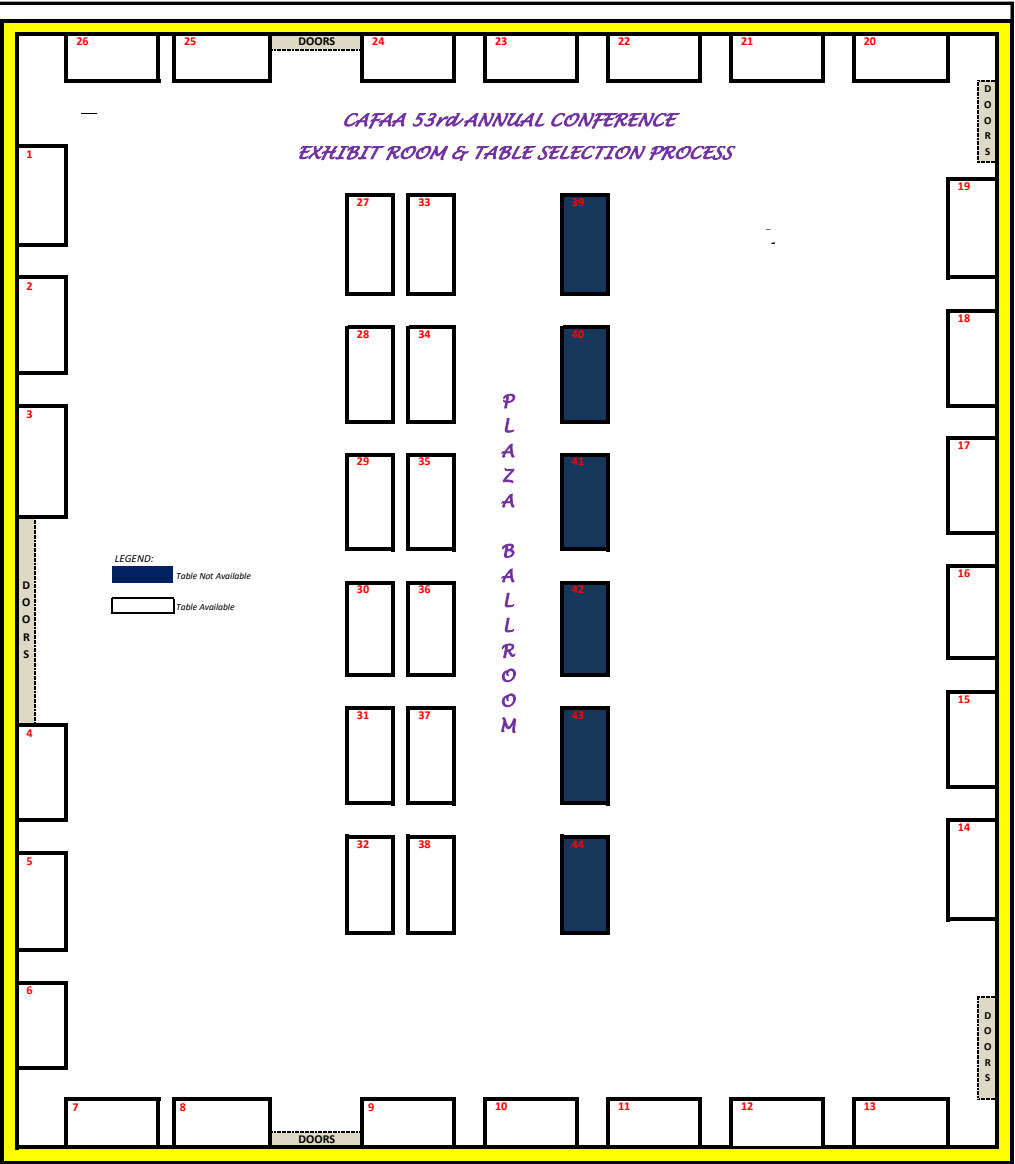 26 25 DOORS 24 23 22 21 20
DOORS
CAFAA 53rd ANNUAL CONFERENCE
EXHIBIT ROOM & TABLE SELECTION PROCESS
1
19
27 33 39
2
18
28 34 40
PLAZA BALLROOM
3
17
29 35 41
LEGEND:
Table Not Available
Table Available
DOORS
16
30 36 42
15
31 37 43
4
14
32 38 44
5
6
DOORS
7 8 DOORS 9 10 11 12 13